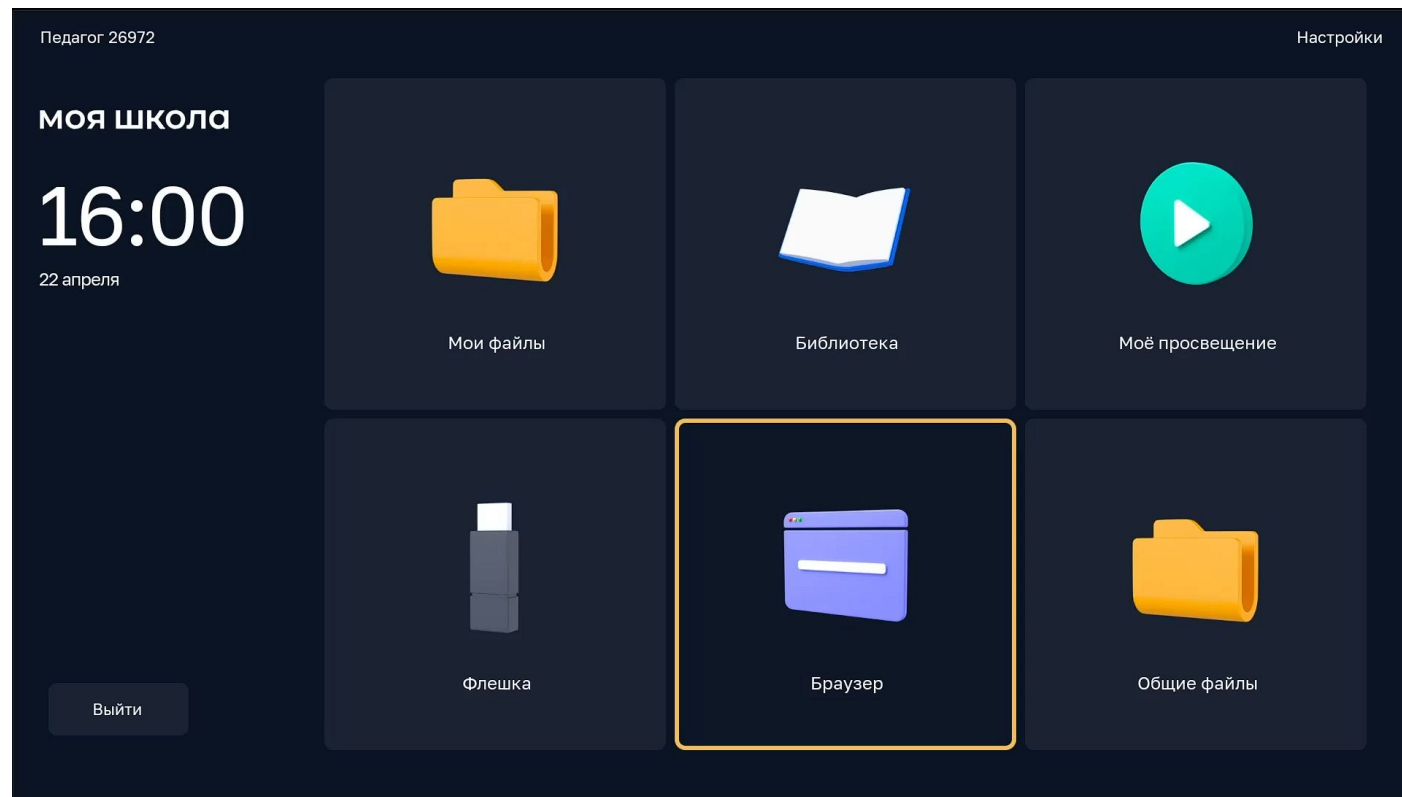 Педагог 26972
Настройки
моя школа
16:00
22 апреля
Мои файлы
Библиотека
Моё просвещение
Флешка
Браузер
Общие файлы
Выйти